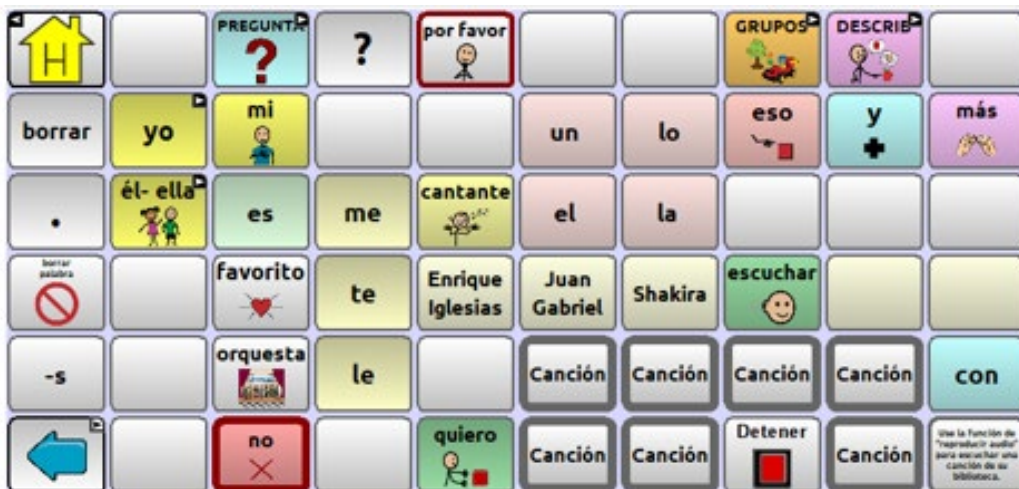 H
PREGUNTA
?
por favor
GRUPOS
DESCRIB
borrar
yo
mi
un
lo
eso
y
más
.
él- ella
es
me
cantante
el
la
borrar
palabra
favorito
te
Enrique
Iglesias
Juan
Gabriel
Shakira
escuchar
-s
orquesta
le
Canción
Canción
Canción
Canción
con
no
quiero
Canción
Canción
Detener
Canción
Use la función de
"reproducir audio"
para escuchar una
canción de su
biblioteca.